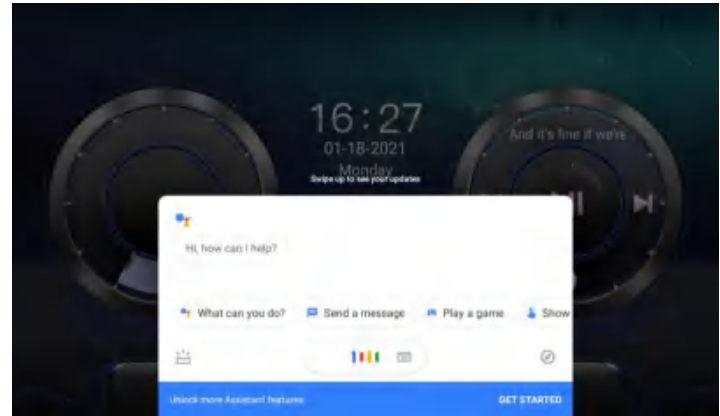 16:27
01-18-2021
Monday
And it's fine if we're
Swipe up to see your updates
Hi, how can I help?
What can you do?
Send a message
Play a game
Show
Unlock more Assistant features
GET STARTED